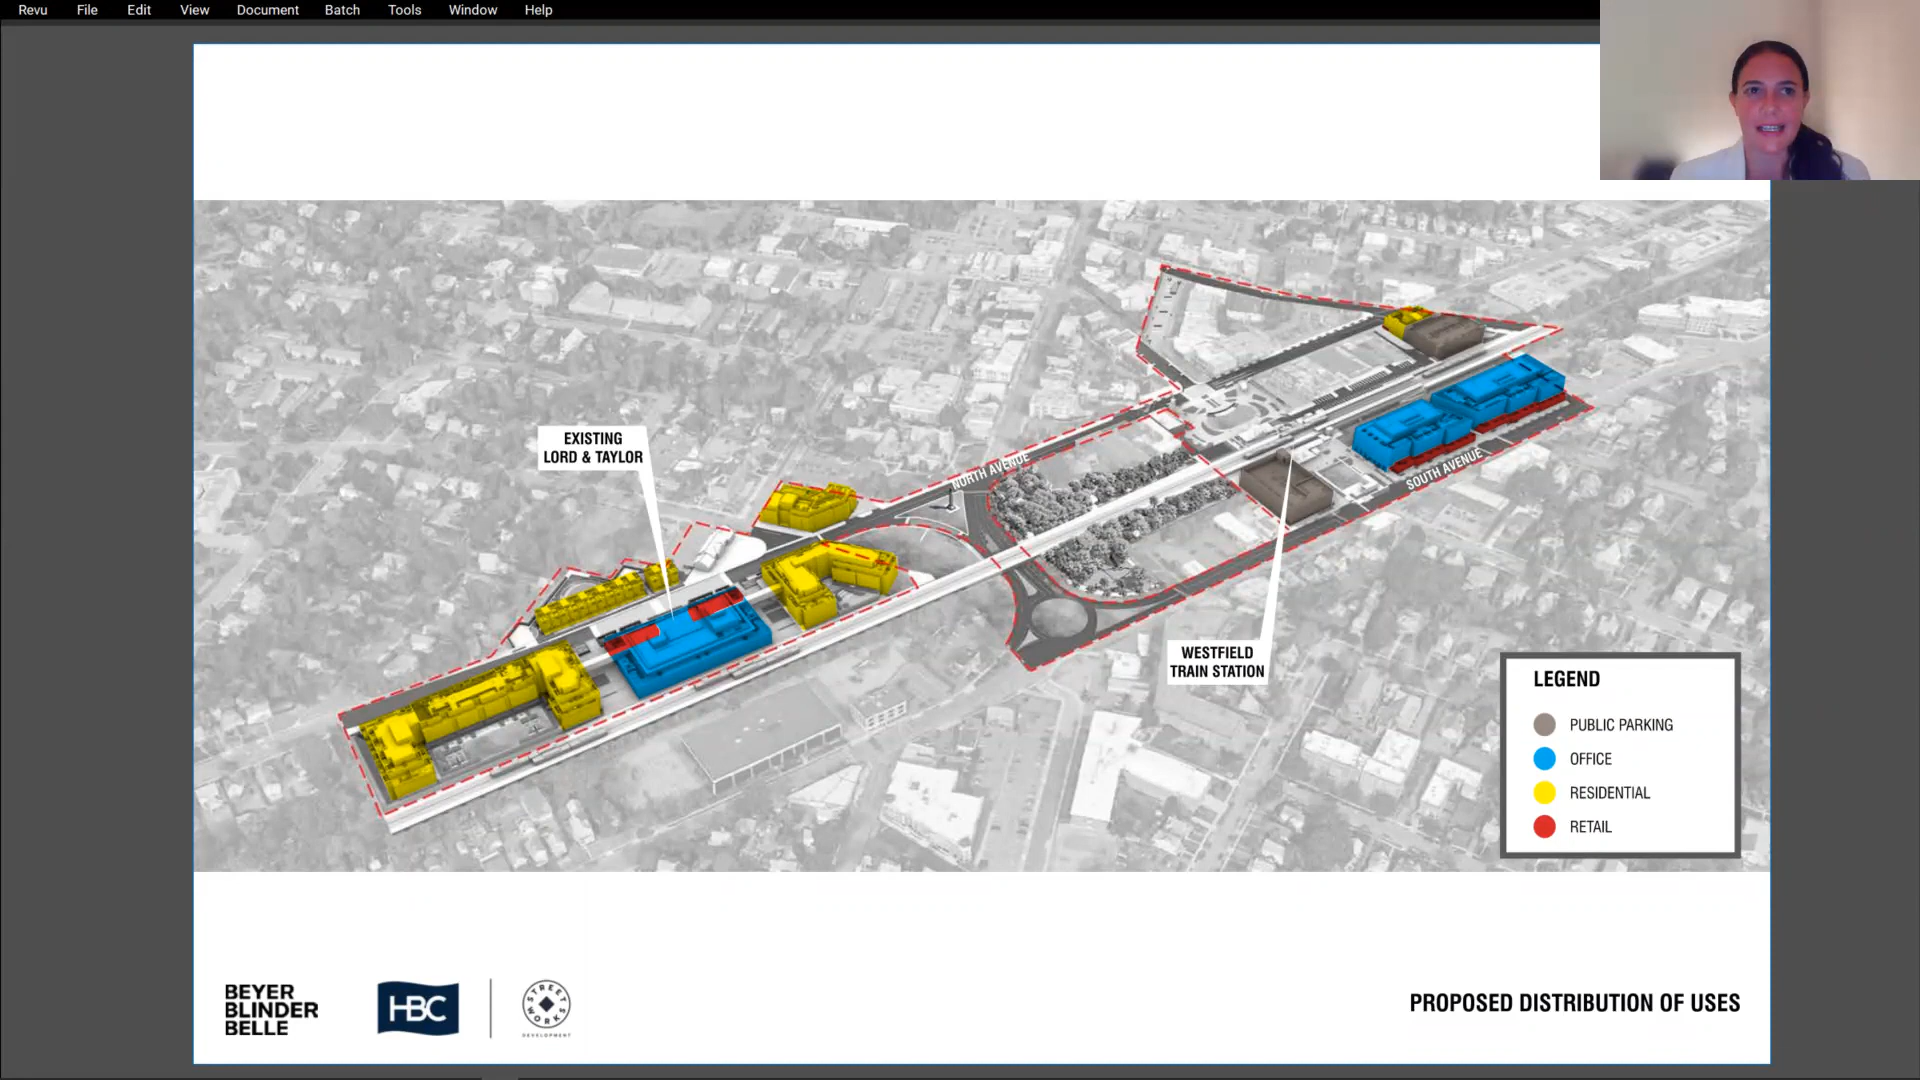 Revu File Edit View Document Batch Tools Window Help
EXISTING
LORD & TAYLOR
NORTH AVENUE
SOUTH AVENUE
WESTFIELD
TRAIN STATION
LEGEND
PUBLIC PARKING
OFFICE
RESIDENTIAL
RETAIL
BEYER
BLINDER
BELLE
HBC
STREET
WORKS
DEVELOPMENT
PROPOSED DISTRIBUTION OF USES